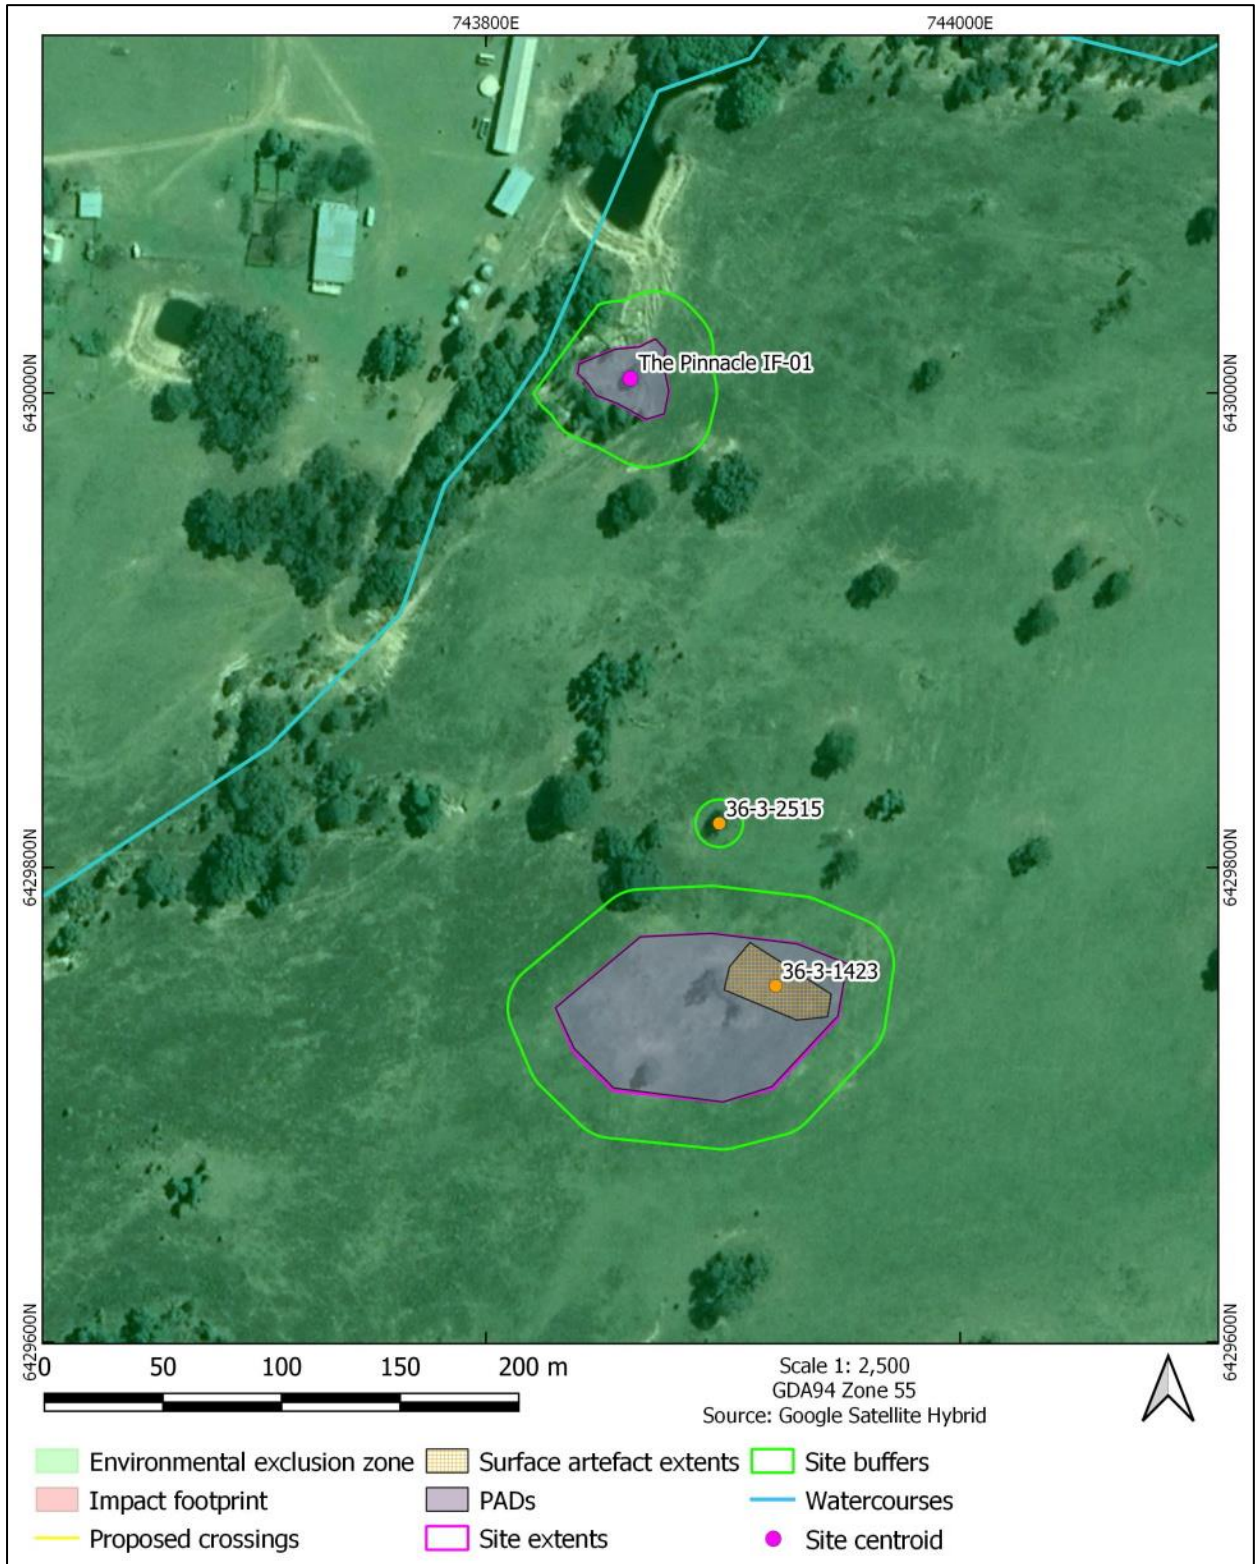 743800E
744000E
6430000N
6430000N
The Pinnacle IF-01
36-3-2515
6429800N
6429800N
36-3-1423
6429600N
6429600N
0 50 100 150 200 m
Scale 1: 2,500
GDA94 Zone 55
Source: Google Satellite Hybrid
Environmental exclusion zone
Impact footprint
Proposed crossings
Surface artefact extents
PADs
Site extents
Site buffers
Watercourses
Site centroid